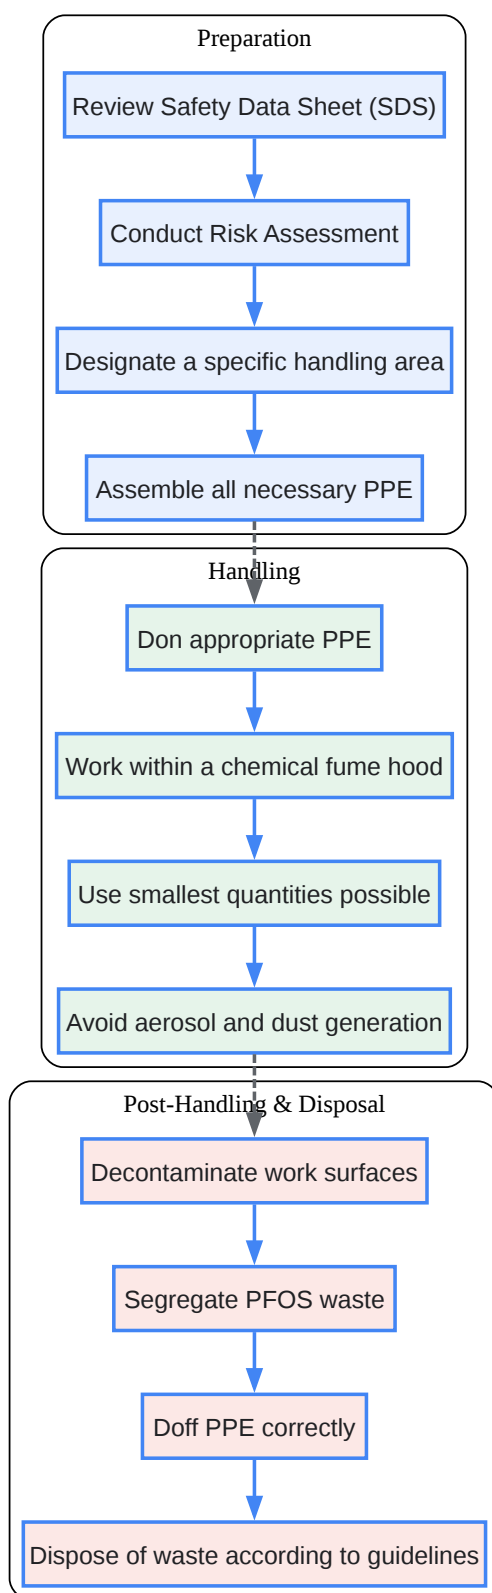 Preparation
Review Safety Data Sheet (SDS)
Conduct Risk Assessment
Designate a specific handling area
Assemble all necessary PPE
Handling
Don appropriate PPE
Work within a chemical fume hood
Use smallest quantities possible
Avoid aerosol and dust generation
Post-Handling & Disposal
Decontaminate work surfaces
Segregate PFOS waste
Doff PPE correctly
Dispose of waste according to guidelines